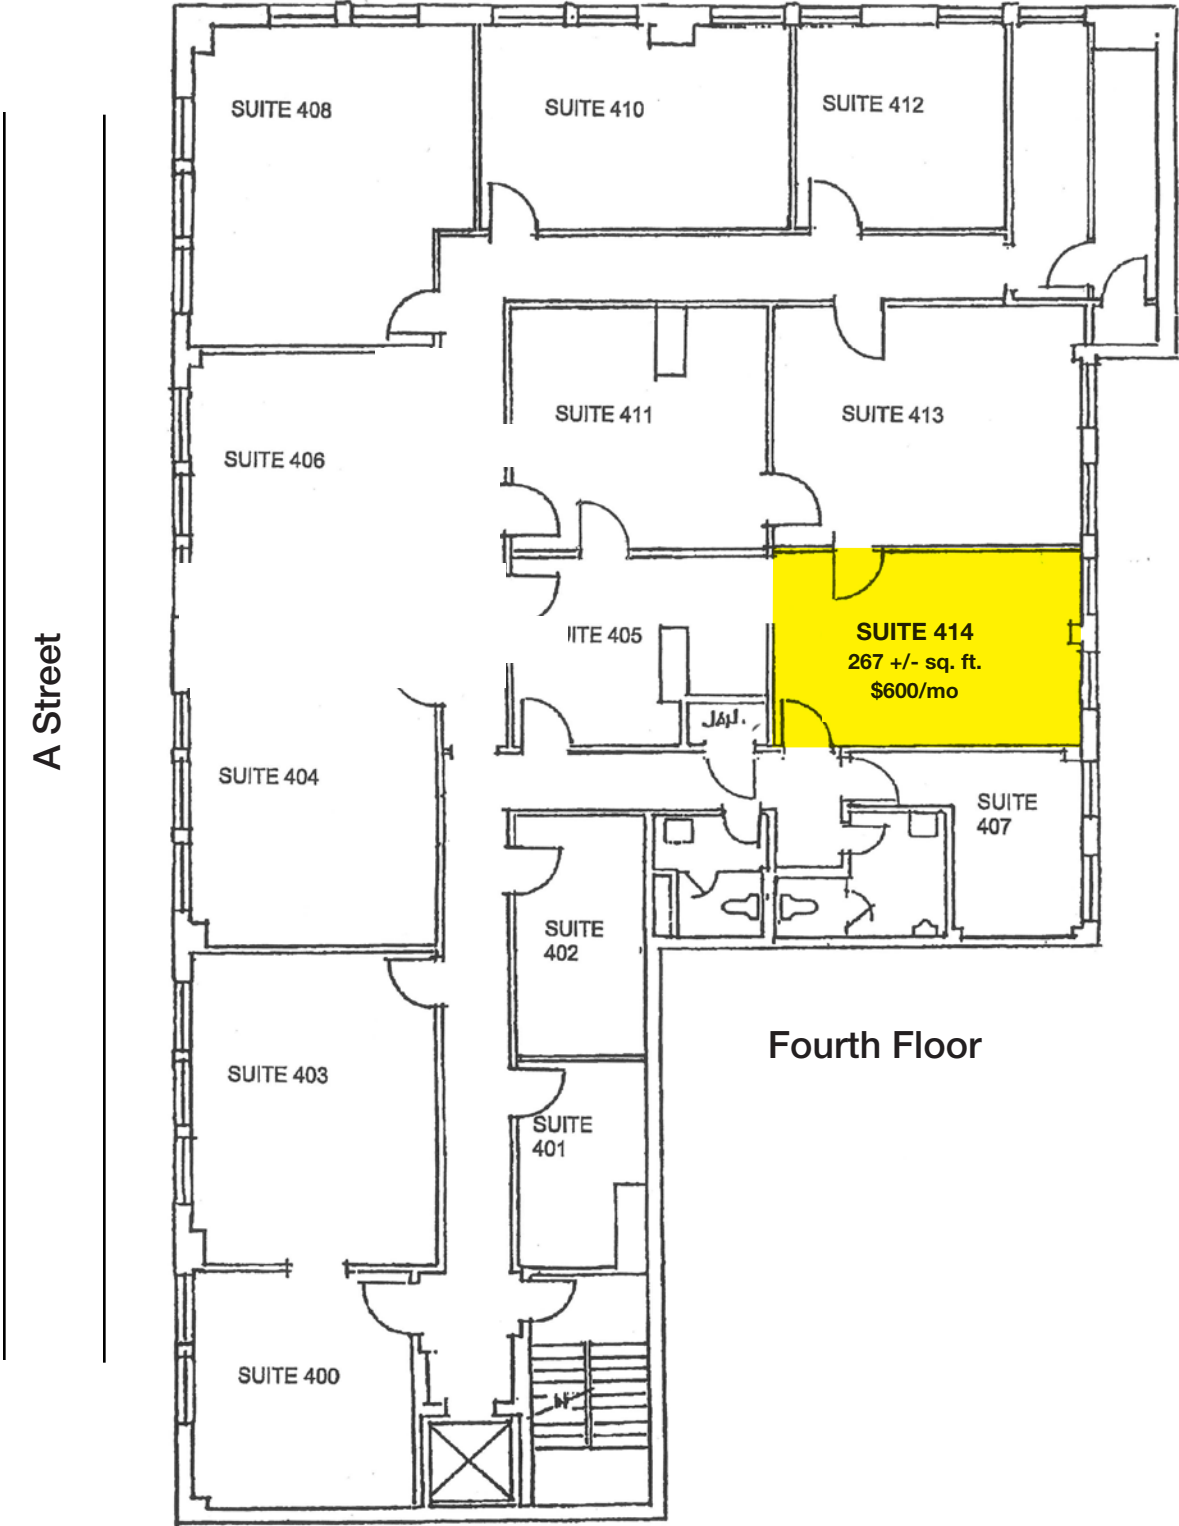 SUITE 408
SUITE 410
SUITE 412
SUITE 411
SUITE 413
SUITE 406
A Street
SUITE 405
SUITE 414
267 +/- sq. ft.
$600/mo
JAN.
SUITE 404
SUITE
407
SUITE
402
Fourth Floor
SUITE 403
SUITE
401
SUITE 400